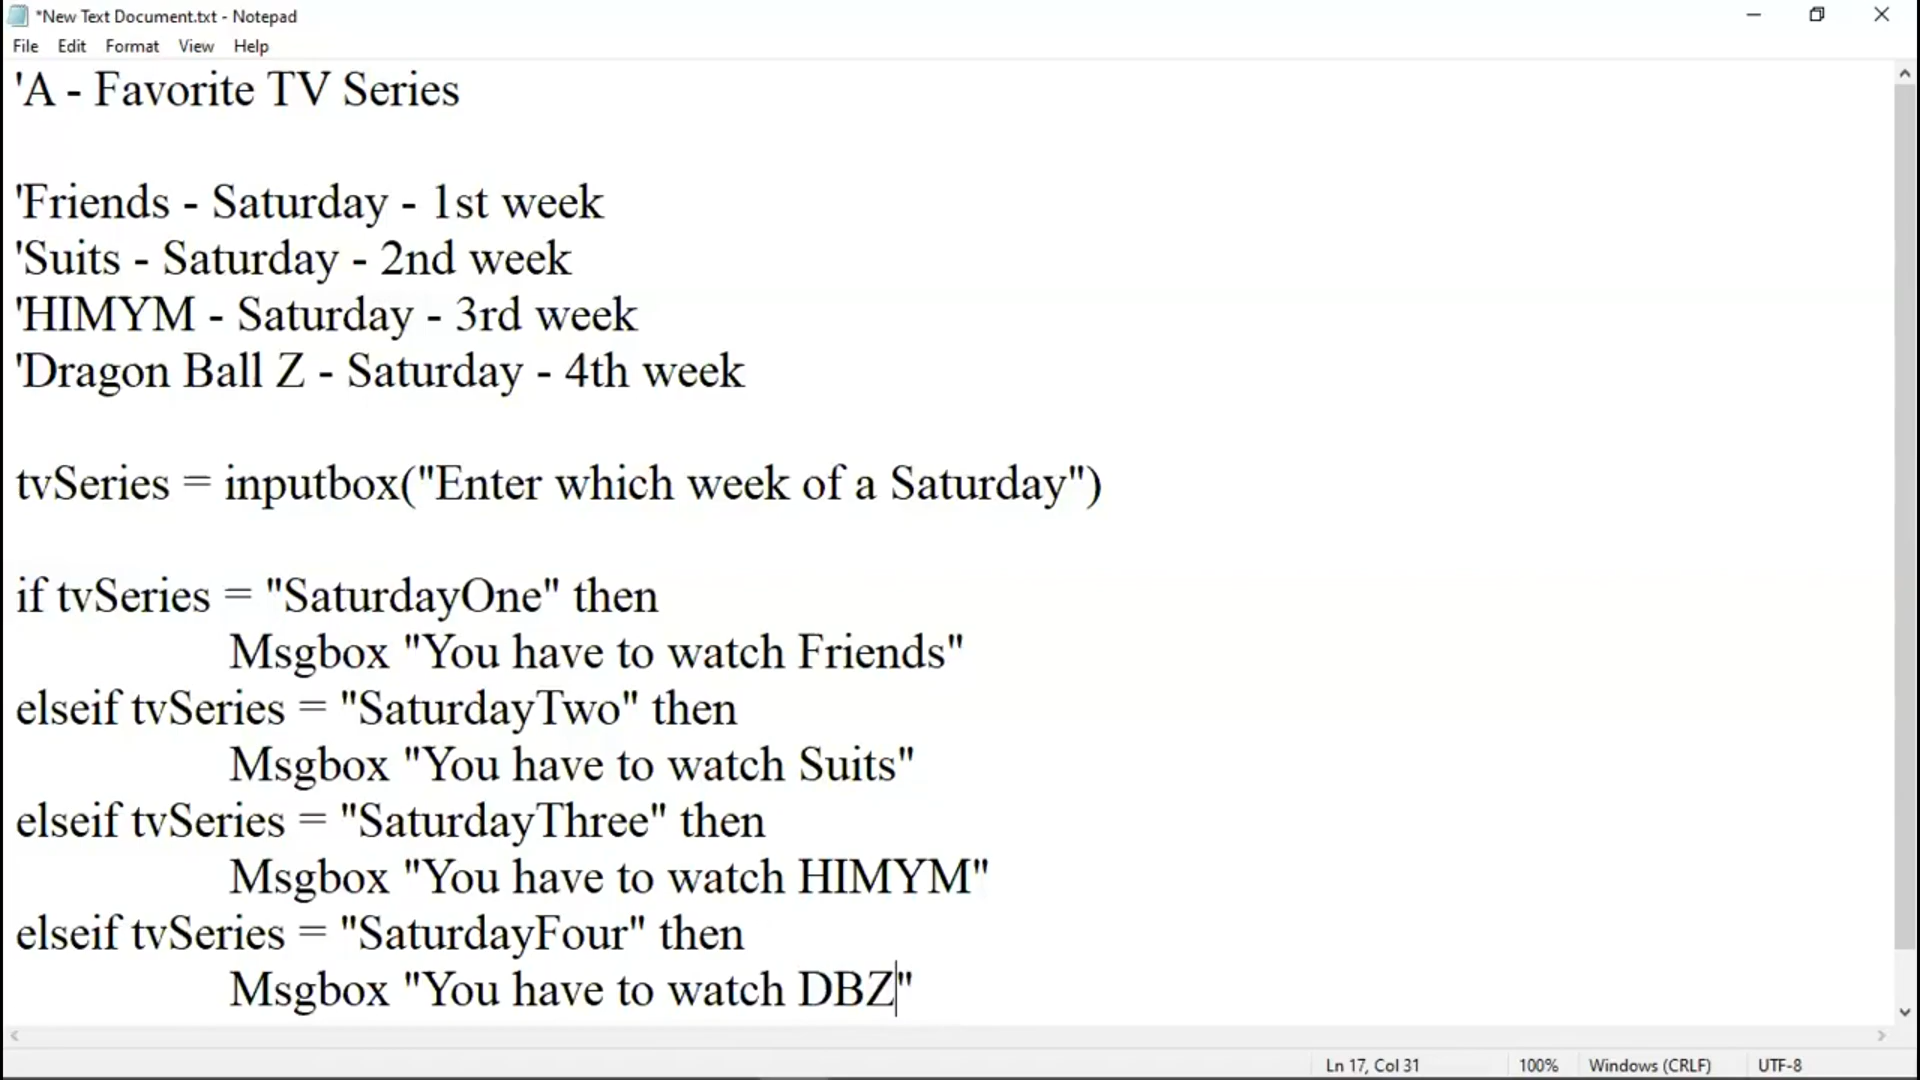 *New Text Document.txt - Notepad
File Edit Format View Help
'A - Favorite TV Series
'Friends - Saturday - 1st week
'Suits - Saturday - 2nd week
'HIMYM - Saturday - 3rd week
'Dragon Ball Z - Saturday - 4th week
tvSeries = inputbox("Enter which week of a Saturday")
if tvSeries = "SaturdayOne" then
Msgbox "You have to watch Friends"
elseif tvSeries = "SaturdayTwo" then
Msgbox "You have to watch Suits"
elseif tvSeries = "SaturdayThree" then
Msgbox "You have to watch HIMYM"
elseif tvSeries = "SaturdayFour" then
Msgbox "You have to watch DBZ"
Ln 17, Col 31 100% Windows (CRLF) UTF-8